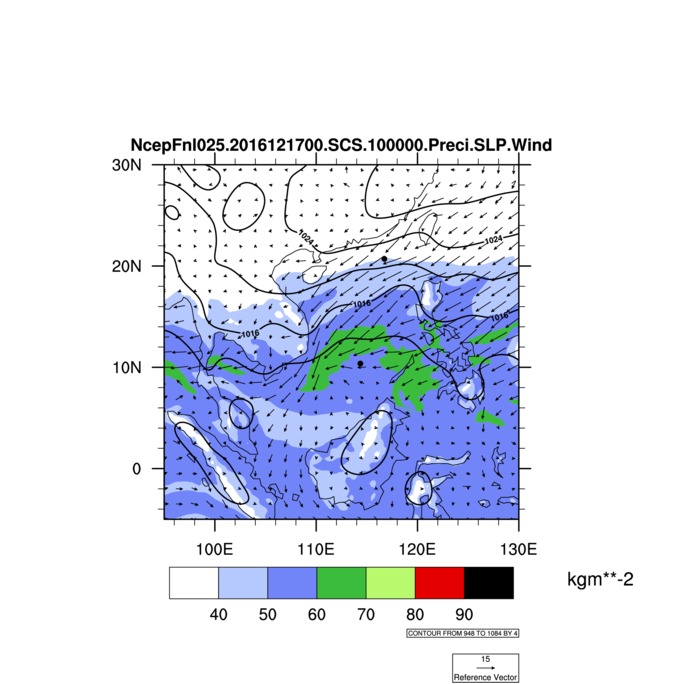 NcepFnl025.2016121700.SCS.100000.Preci.SLP.Wind
30N
1024
1024
20N
1016
1016
1016
10N
0
100E 110E 120E 130E
kgm**-2
40 50 60 70 80 90
CONTOUR FROM 948 TO 1084 BY 4
15
Reference Vector